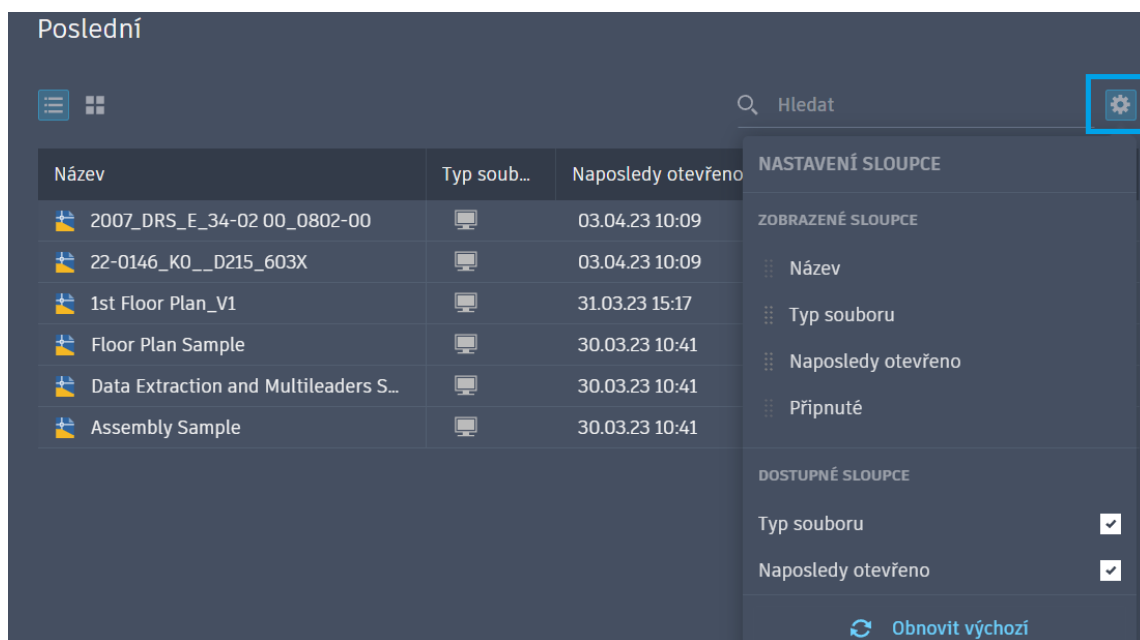 Poslední
Hledat
Název Typ soub... Naposledy otevřeno
2007_DRS_E_34-02 00_0802-00 03.04.23 10:09
22-0146_K0__D215_603X 03.04.23 10:09
1st Floor Plan_V1 31.03.23 15:17
Floor Plan Sample 30.03.23 10:41
Data Extraction and Multileaders S... 30.03.23 10:41
Assembly Sample 30.03.23 10:41
NASTAVENÍ SLOUPCE
ZOBRAZENÉ SLOUPCE
Název
Typ souboru
Naposledy otevřeno
Připnuté
DOSTUPNÉ SLOUPCE
Typ souboru
Naposledy otevřeno
Obnovit výchozí